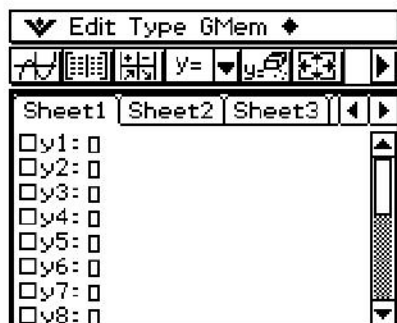 Edit Type GMem
y=
Sheet1 Sheet2 Sheet3
y1:
y2:
y3:
y4:
y5:
y6:
y7:
y8: